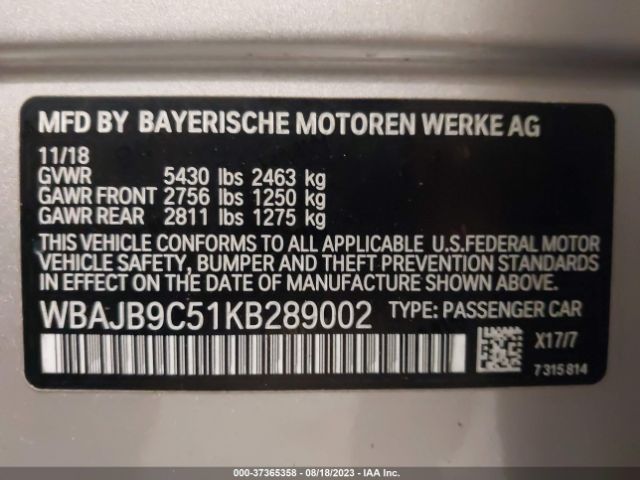 MFD BY BAYERISCHE MOTOREN WERKE AG
11/18
GVWR 5430 lbs 2463 kg
GAWR FRONT 2756 lbs 1250 kg
GAWR REAR 2811 lbs 1275 kg
THIS VEHICLE CONFORMS TO ALL APPLICABLE U.S.FEDERAL MOTOR
VEHICLE SAFETY, BUMPER AND THEFT PREVENTION STANDARDS
IN EFFECT ON THE DATE OF MANUFACTURE SHOWN ABOVE.
WBAJB9C51KB289002 TYPE: PASSENGER CAR
X17/7
7315814
000-37365358 - 08/18/2023 - IAA Inc.